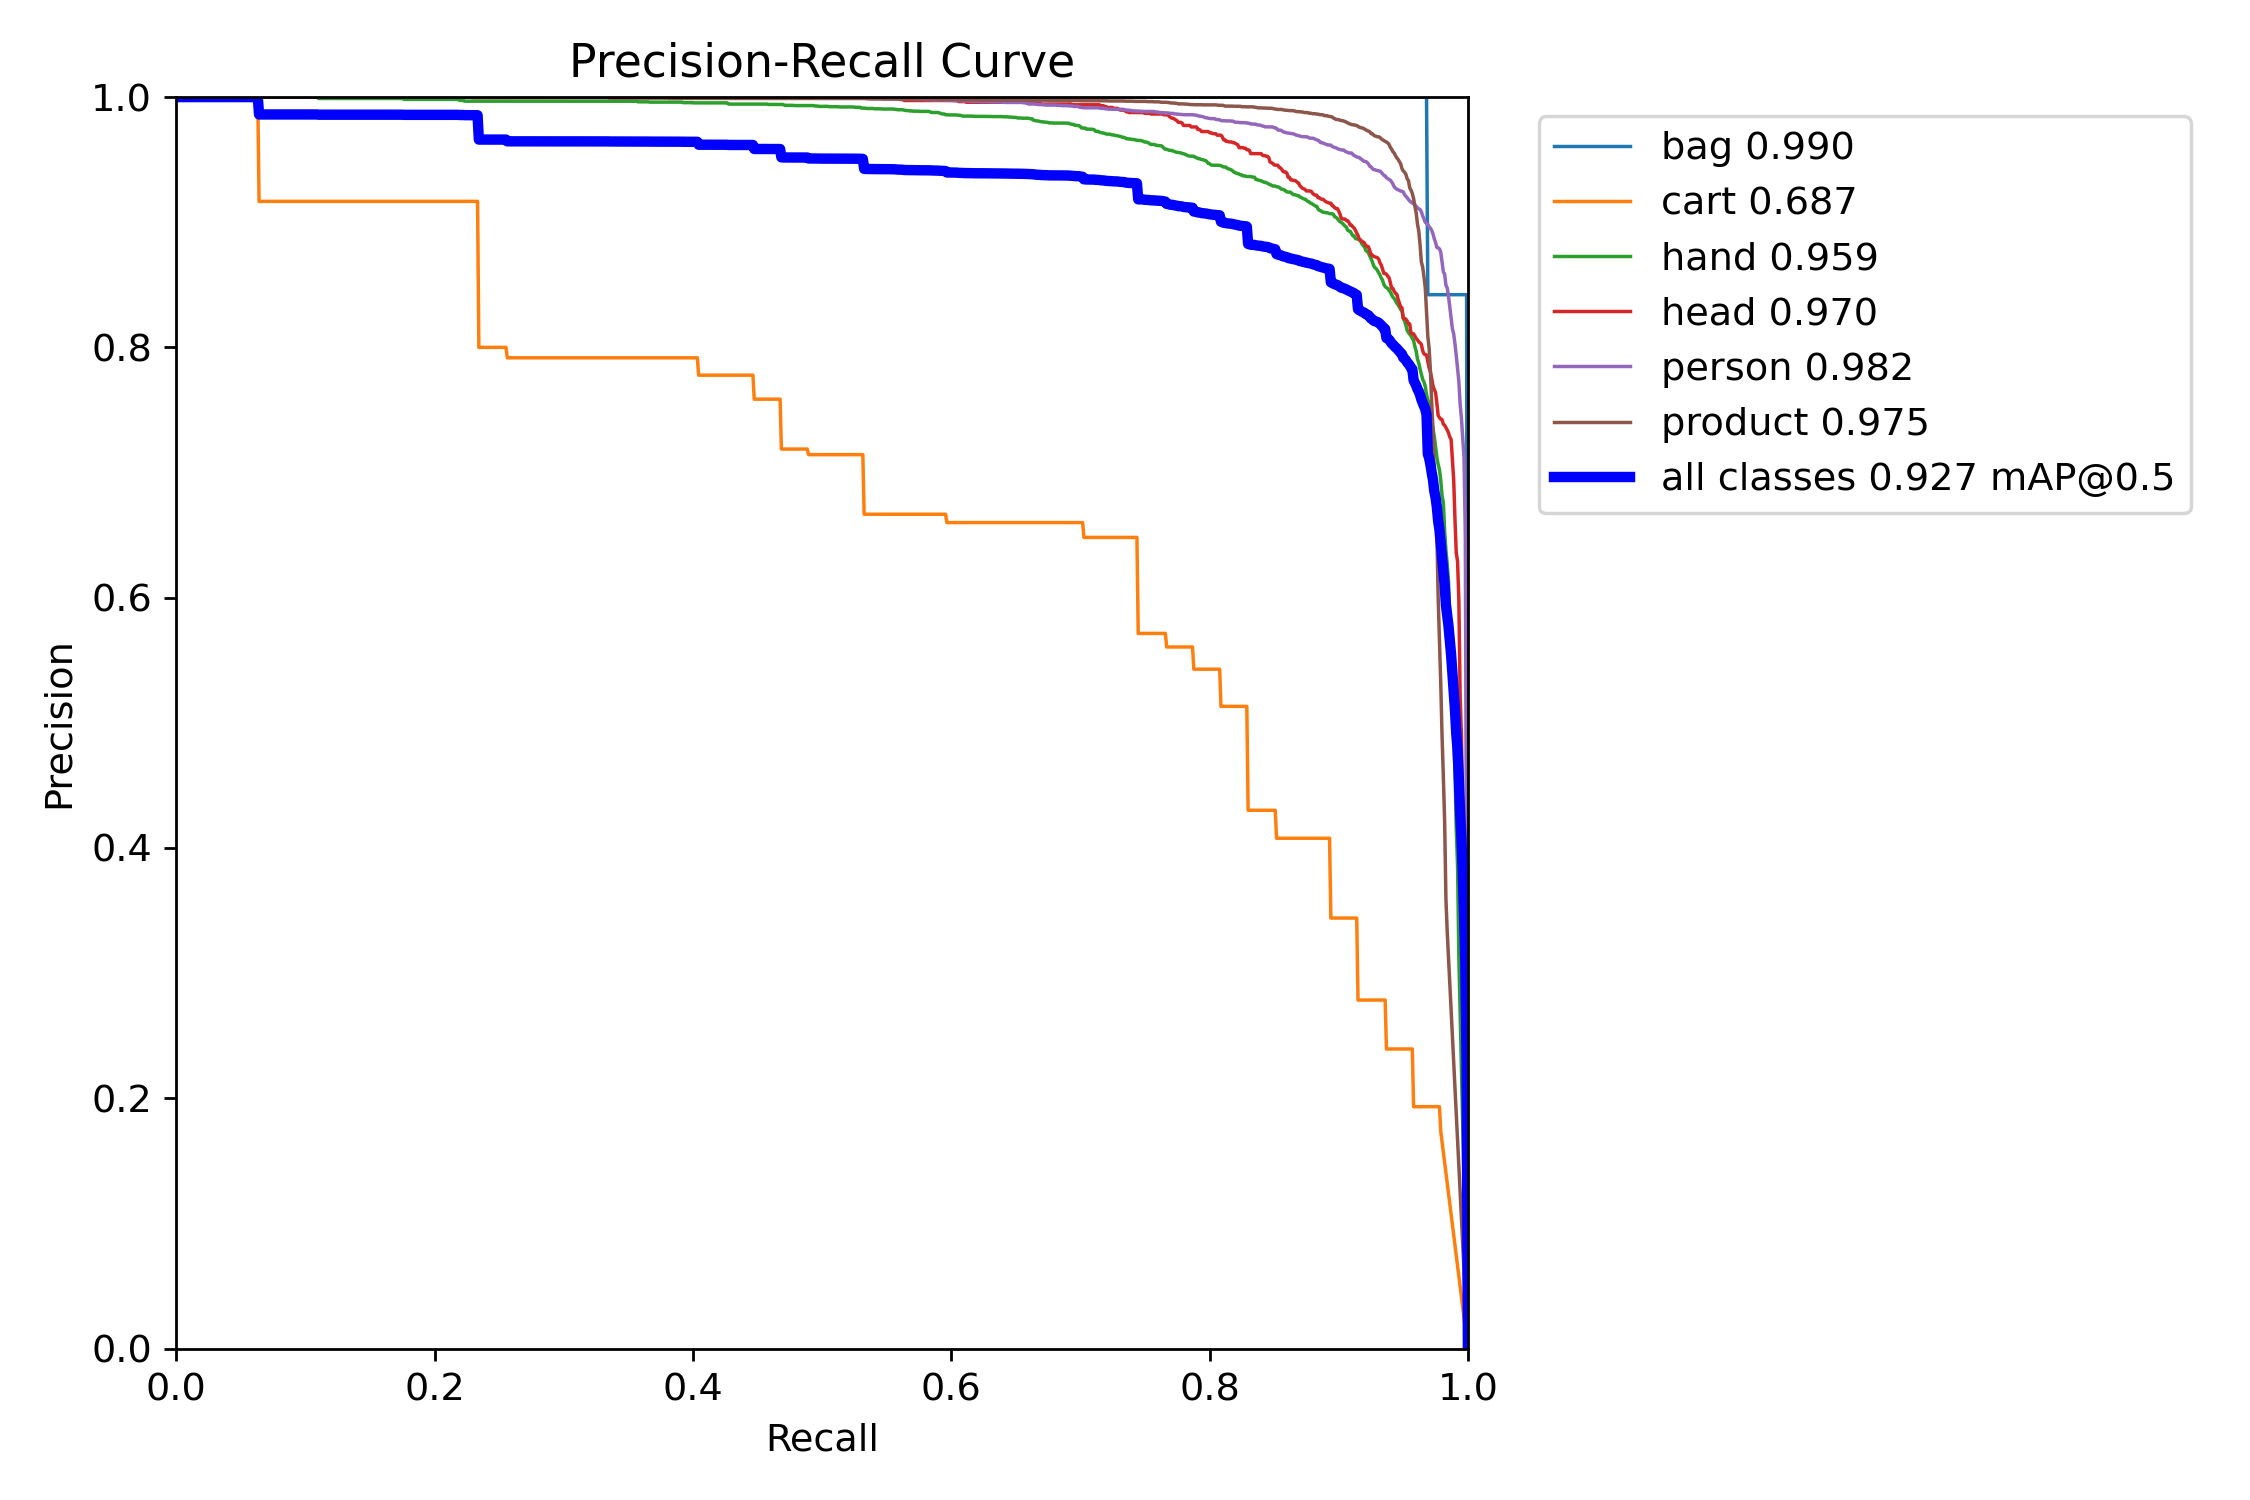 Precision-Recall Curve
1.0
0.8
0.6
0.4
0.2
0.0
Precision
0.0 0.2 0.4 0.6 0.8 1.0
Recall
bag 0.990
cart 0.687
hand 0.959
head 0.970
person 0.982
product 0.975
all classes 0.927 mAP@0.5